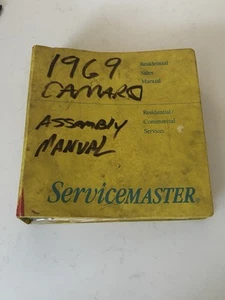 1969
CAMARO
ASSEMBLY
MANUAL
Residential
Sales
Manual
Residential/
Commercial
Services
ServiceMASTER